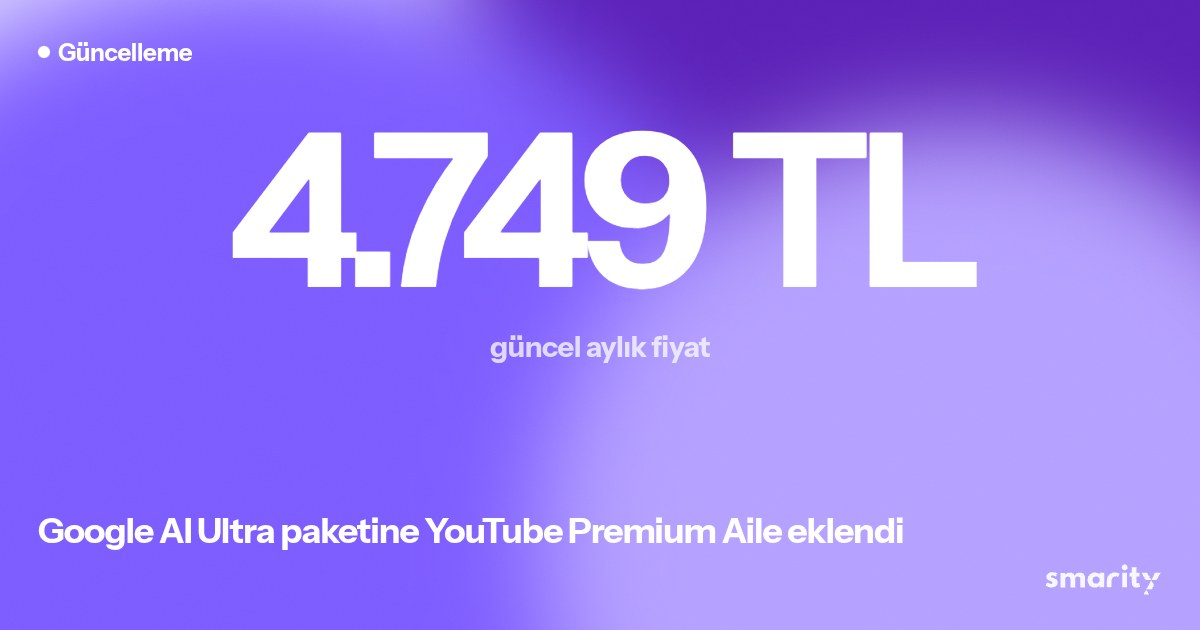 Güncelleme
4.749 TL
güncel aylık fiyat
Google AI Ultra paketine YouTube Premium Aile eklendi
smarity